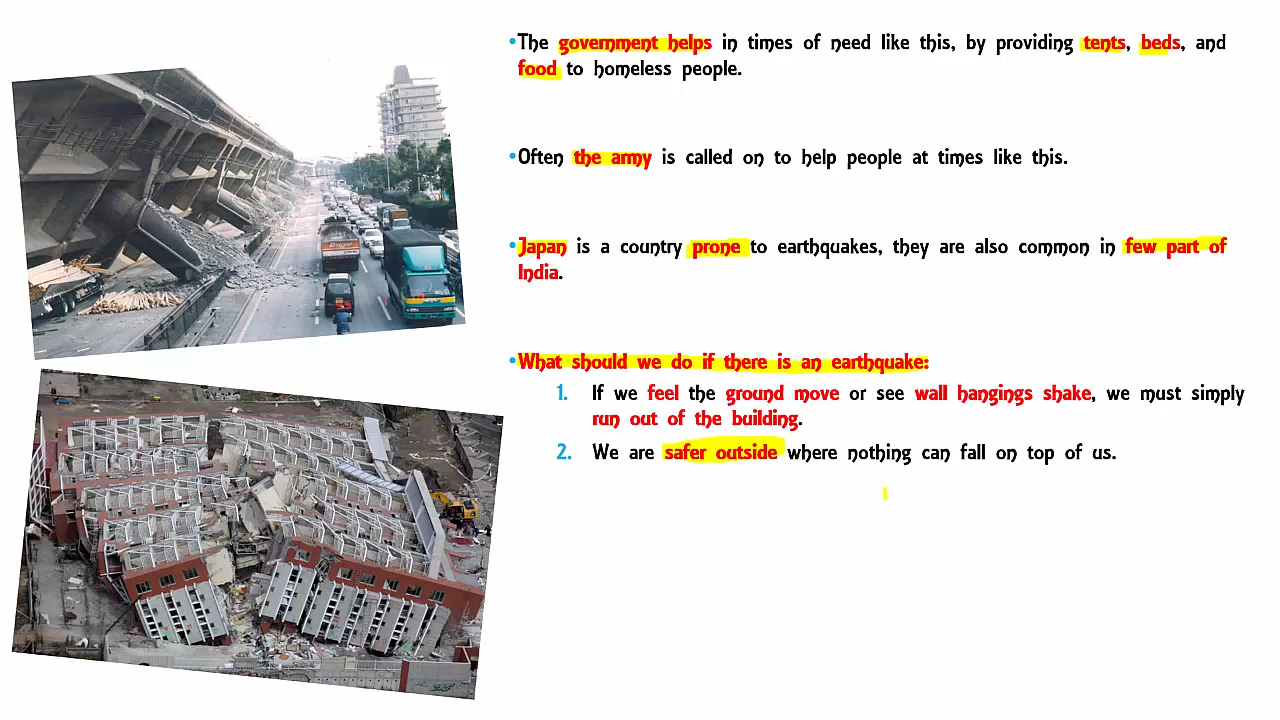 •The government helps in times of need like this, by providing tents, beds, and
food to homeless people.
•Often the army is called on to help people at times like this.
•Japan is a country prone to earthquakes, they are also common in few part of
India.
•What should we do if there is an earthquake:
1. If we feel the ground move or see wall hangings shake, we must simply
run out of the building.
2. We are safer outside where nothing can fall on top of us.